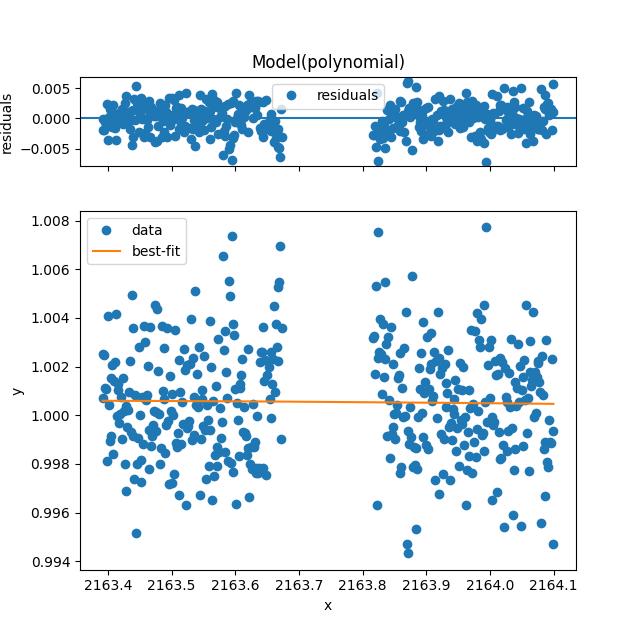 Model(polynomial)
residuals
0.005
0.000
−0.005
residuals
1.008
1.006
1.004
1.002
1.000
0.998
0.996
0.994
y
data
best-fit
2163.4 2163.5 2163.6 2163.7 2163.8 2163.9 2164.0 2164.1
x